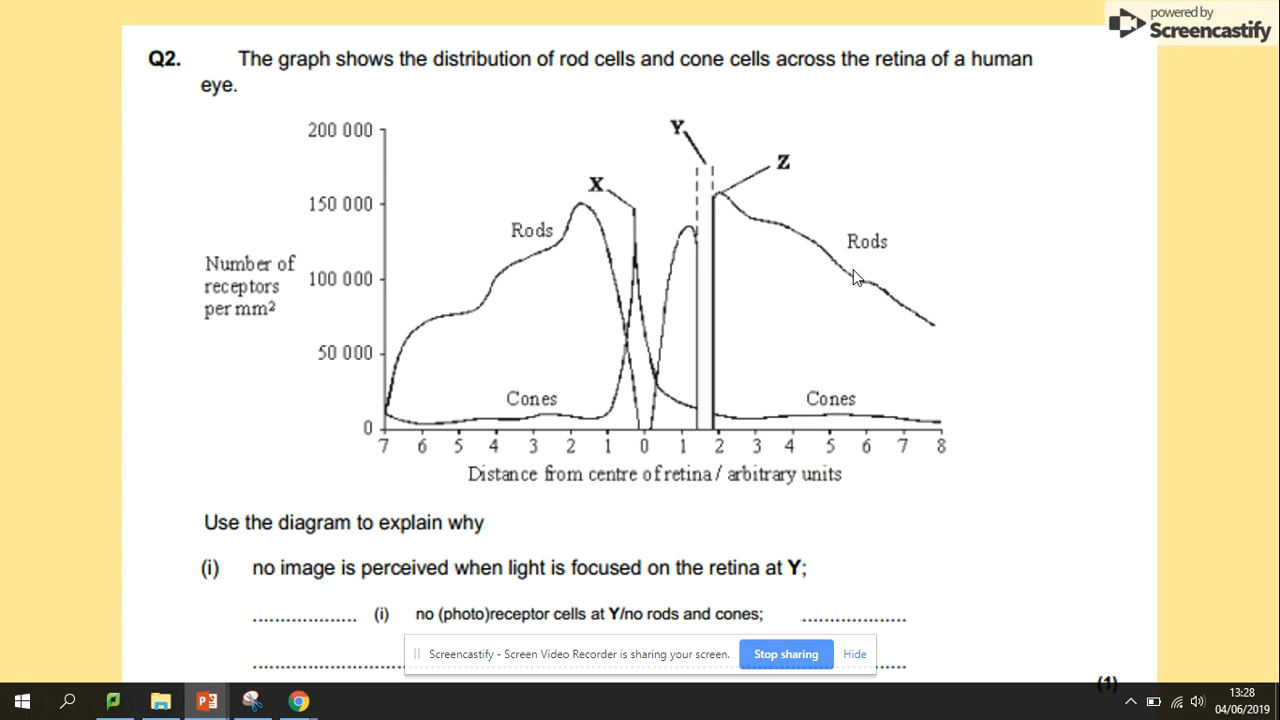 powered by
Screencastify
Q2. The graph shows the distribution of rod cells and cone cells across the retina of a human
eye.
200 000
Y
Z
X
150 000
Rods
Rods
Number of
receptors
per mm²
100 000
50 000
Cones
Cones
0
7 6 5 4 3 2 1 0 1 2 3 4 5 6 7 8
Distance from centre of retina / arbitrary units
Use the diagram to explain why
(i) no image is perceived when light is focused on the retina at Y;
(i) no (photo)receptor cells at Y/no rods and cones;
Screencastify - Screen Video Recorder is sharing your screen. Stop sharing Hide
(1)
13:28
04/06/2019